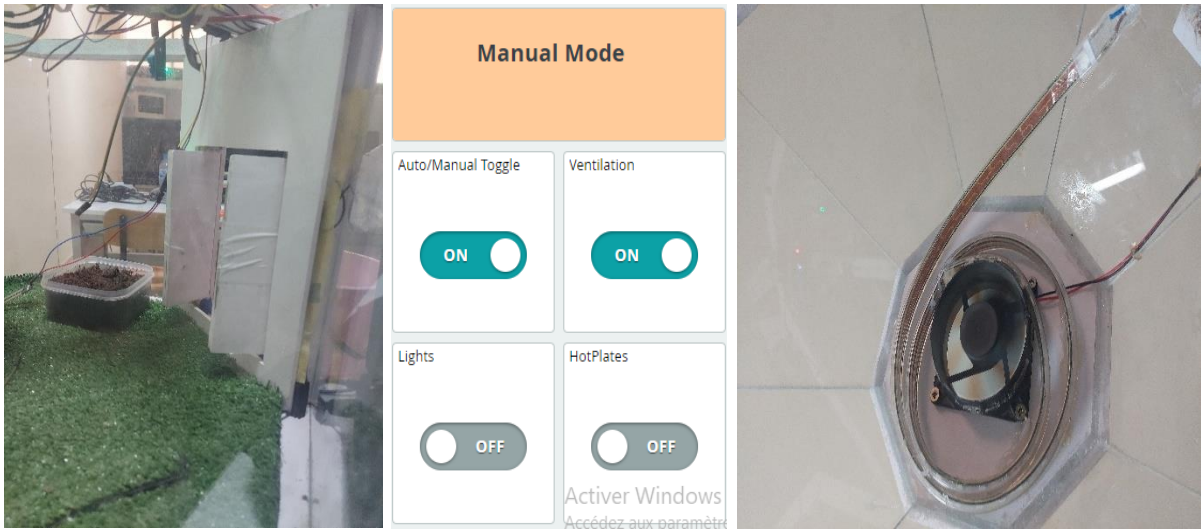 Manual Mode
Auto/Manual Toggle
Ventilation
ON
ON
Lights
HotPlates
OFF
OFF
Activer Windows
Accédez aux paramètre